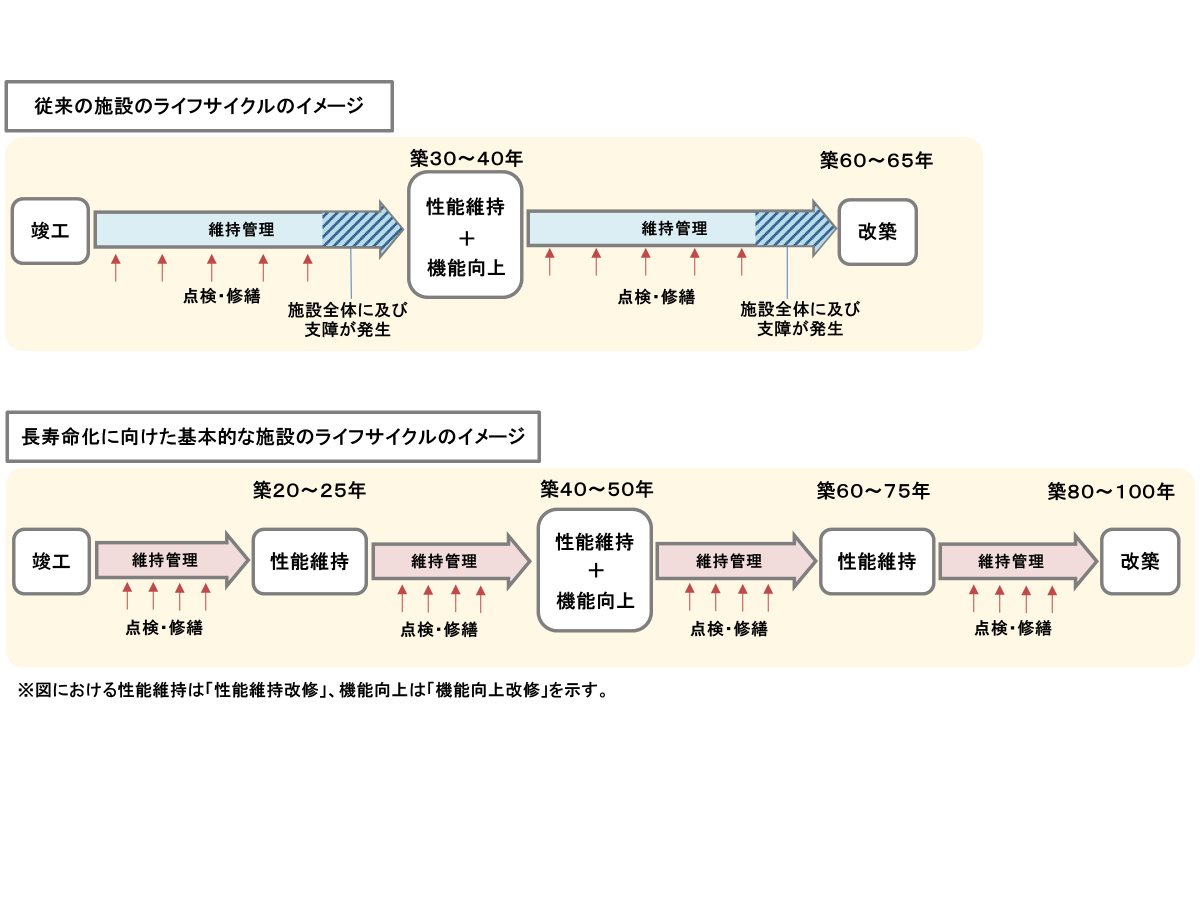 従来の施設のライフサイクルのイメージ
築30～40年
築60～65年
竣工
維持管理
性能維持
＋
機能向上
維持管理
改築
点検・修繕
施設全体に及び
支障が発生
点検・修繕
施設全体に及び
支障が発生
長寿命化に向けた基本的な施設のライフサイクルのイメージ
築20～25年
築40～50年
築60～75年
築80～100年
竣工
維持管理
性能維持
維持管理
性能維持
＋
機能向上
維持管理
性能維持
維持管理
改築
点検・修繕
点検・修繕
点検・修繕
点検・修繕
※図における性能維持は「性能維持改修」、機能向上は「機能向上改修」を示す。